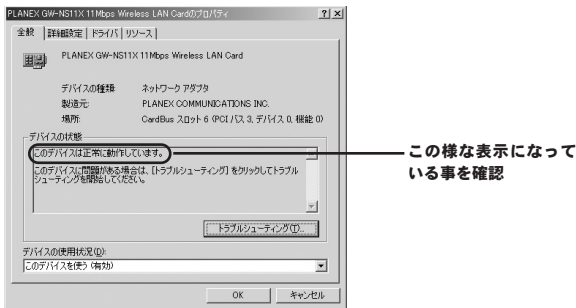 PLANEX GW-NS11X 11Mbps Wireless LAN Cardのプロパティ
全般 詳細設定 ドライバ リソース
PLANEX GW-NS11X 11Mbps Wireless LAN Card
デバイスの種類: ネットワーク アダプタ
製造元: PLANEX COMMUNICATIONS INC.
場所: CardBus スロット 6 (PCI バス 3, デバイス 0, 機能 0)
デバイスの状態
このデバイスは正常に動作しています。
このデバイスに問題がある場合は、[トラブルシューティング] をクリックしてトラブル
シューティングを開始してください。
トラブルシューティング(T)...
デバイスの使用状況(D):
このデバイスを使う (有効)
OK キャンセル
この様な表示になって
いる事を確認